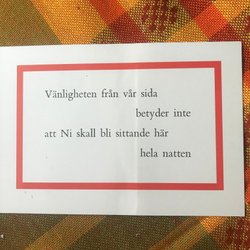 Vänligheten från vår sida
betyder inte
att Ni skall bli sittande här
hela natten